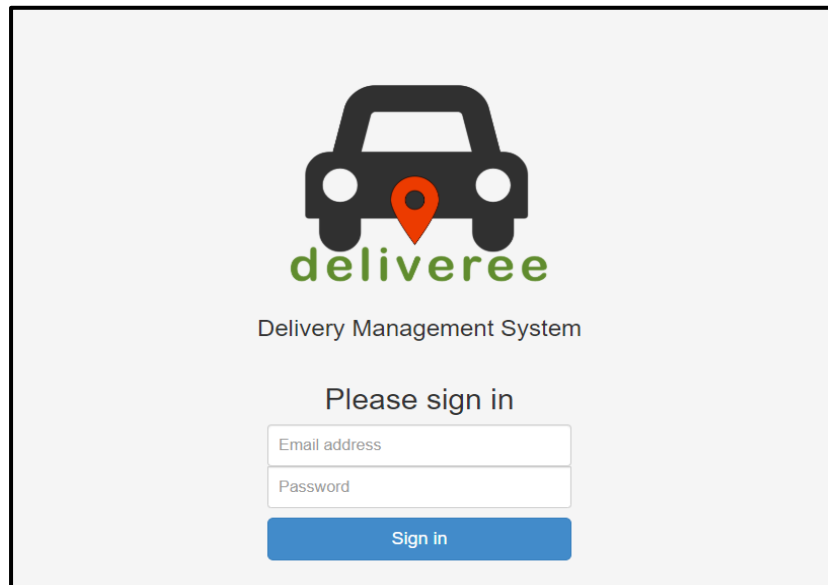 deliveree
Delivery Management System
Please sign in
Email address
Password
Sign in